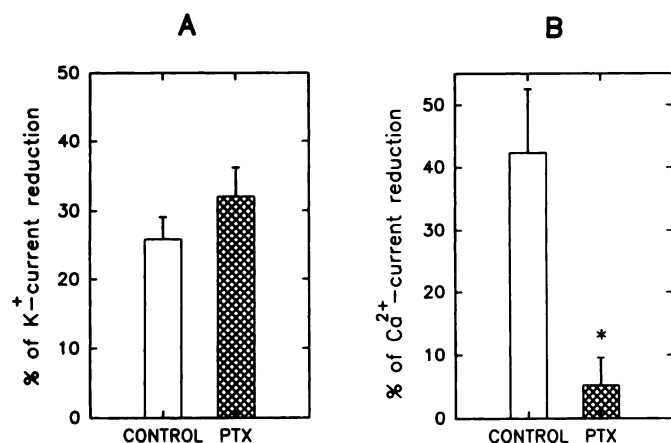 A
% of K+-current reduction
50
40
30
20
10
0
CONTROL PTX
B
% of Ca2+-current reduction
50
40
30
20
10
0
*
CONTROL PTX